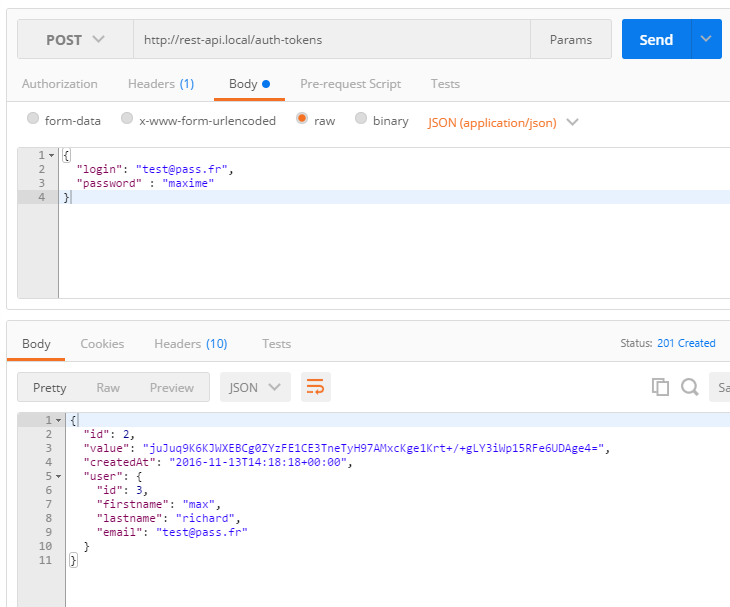 POST http://rest-api.local/auth-tokens Params Send
Authorization Headers (1) Body Pre-request Script Tests
form-data x-www-form-urlencoded raw binary JSON (application/json)
1 {
2 "login": "test@pass.fr",
3 "password" : "maxime"
4 }
Body Cookies Headers (10) Tests Status: 201 Created
Pretty Raw Preview JSON Sa
1 {
2 "id": 2,
3 "value": "juJuq9K6KJWXEBCg0ZYzFE1CE3TneTyH97AMxcKge1Krt+/+gLY3iWp15RFe6UDAge4=",
4 "createdAt": "2016-11-13T14:18:18+00:00",
5 "user": {
6 "id": 3,
7 "firstname": "max",
8 "lastname": "richard",
9 "email": "test@pass.fr"
10 }
11 }